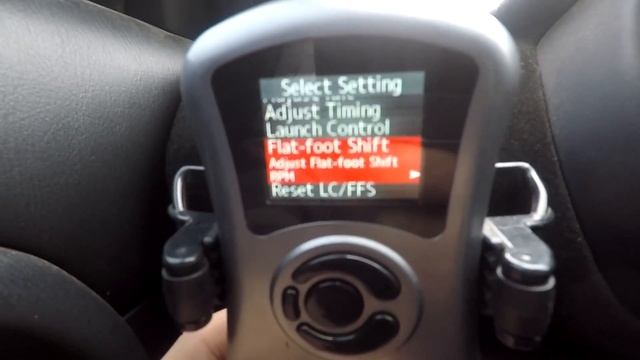 Select Setting
Adjust Timing
Launch Control
Flat-foot Shift
Adjust Flat-foot Shift
RPM
Reset LC/FFS